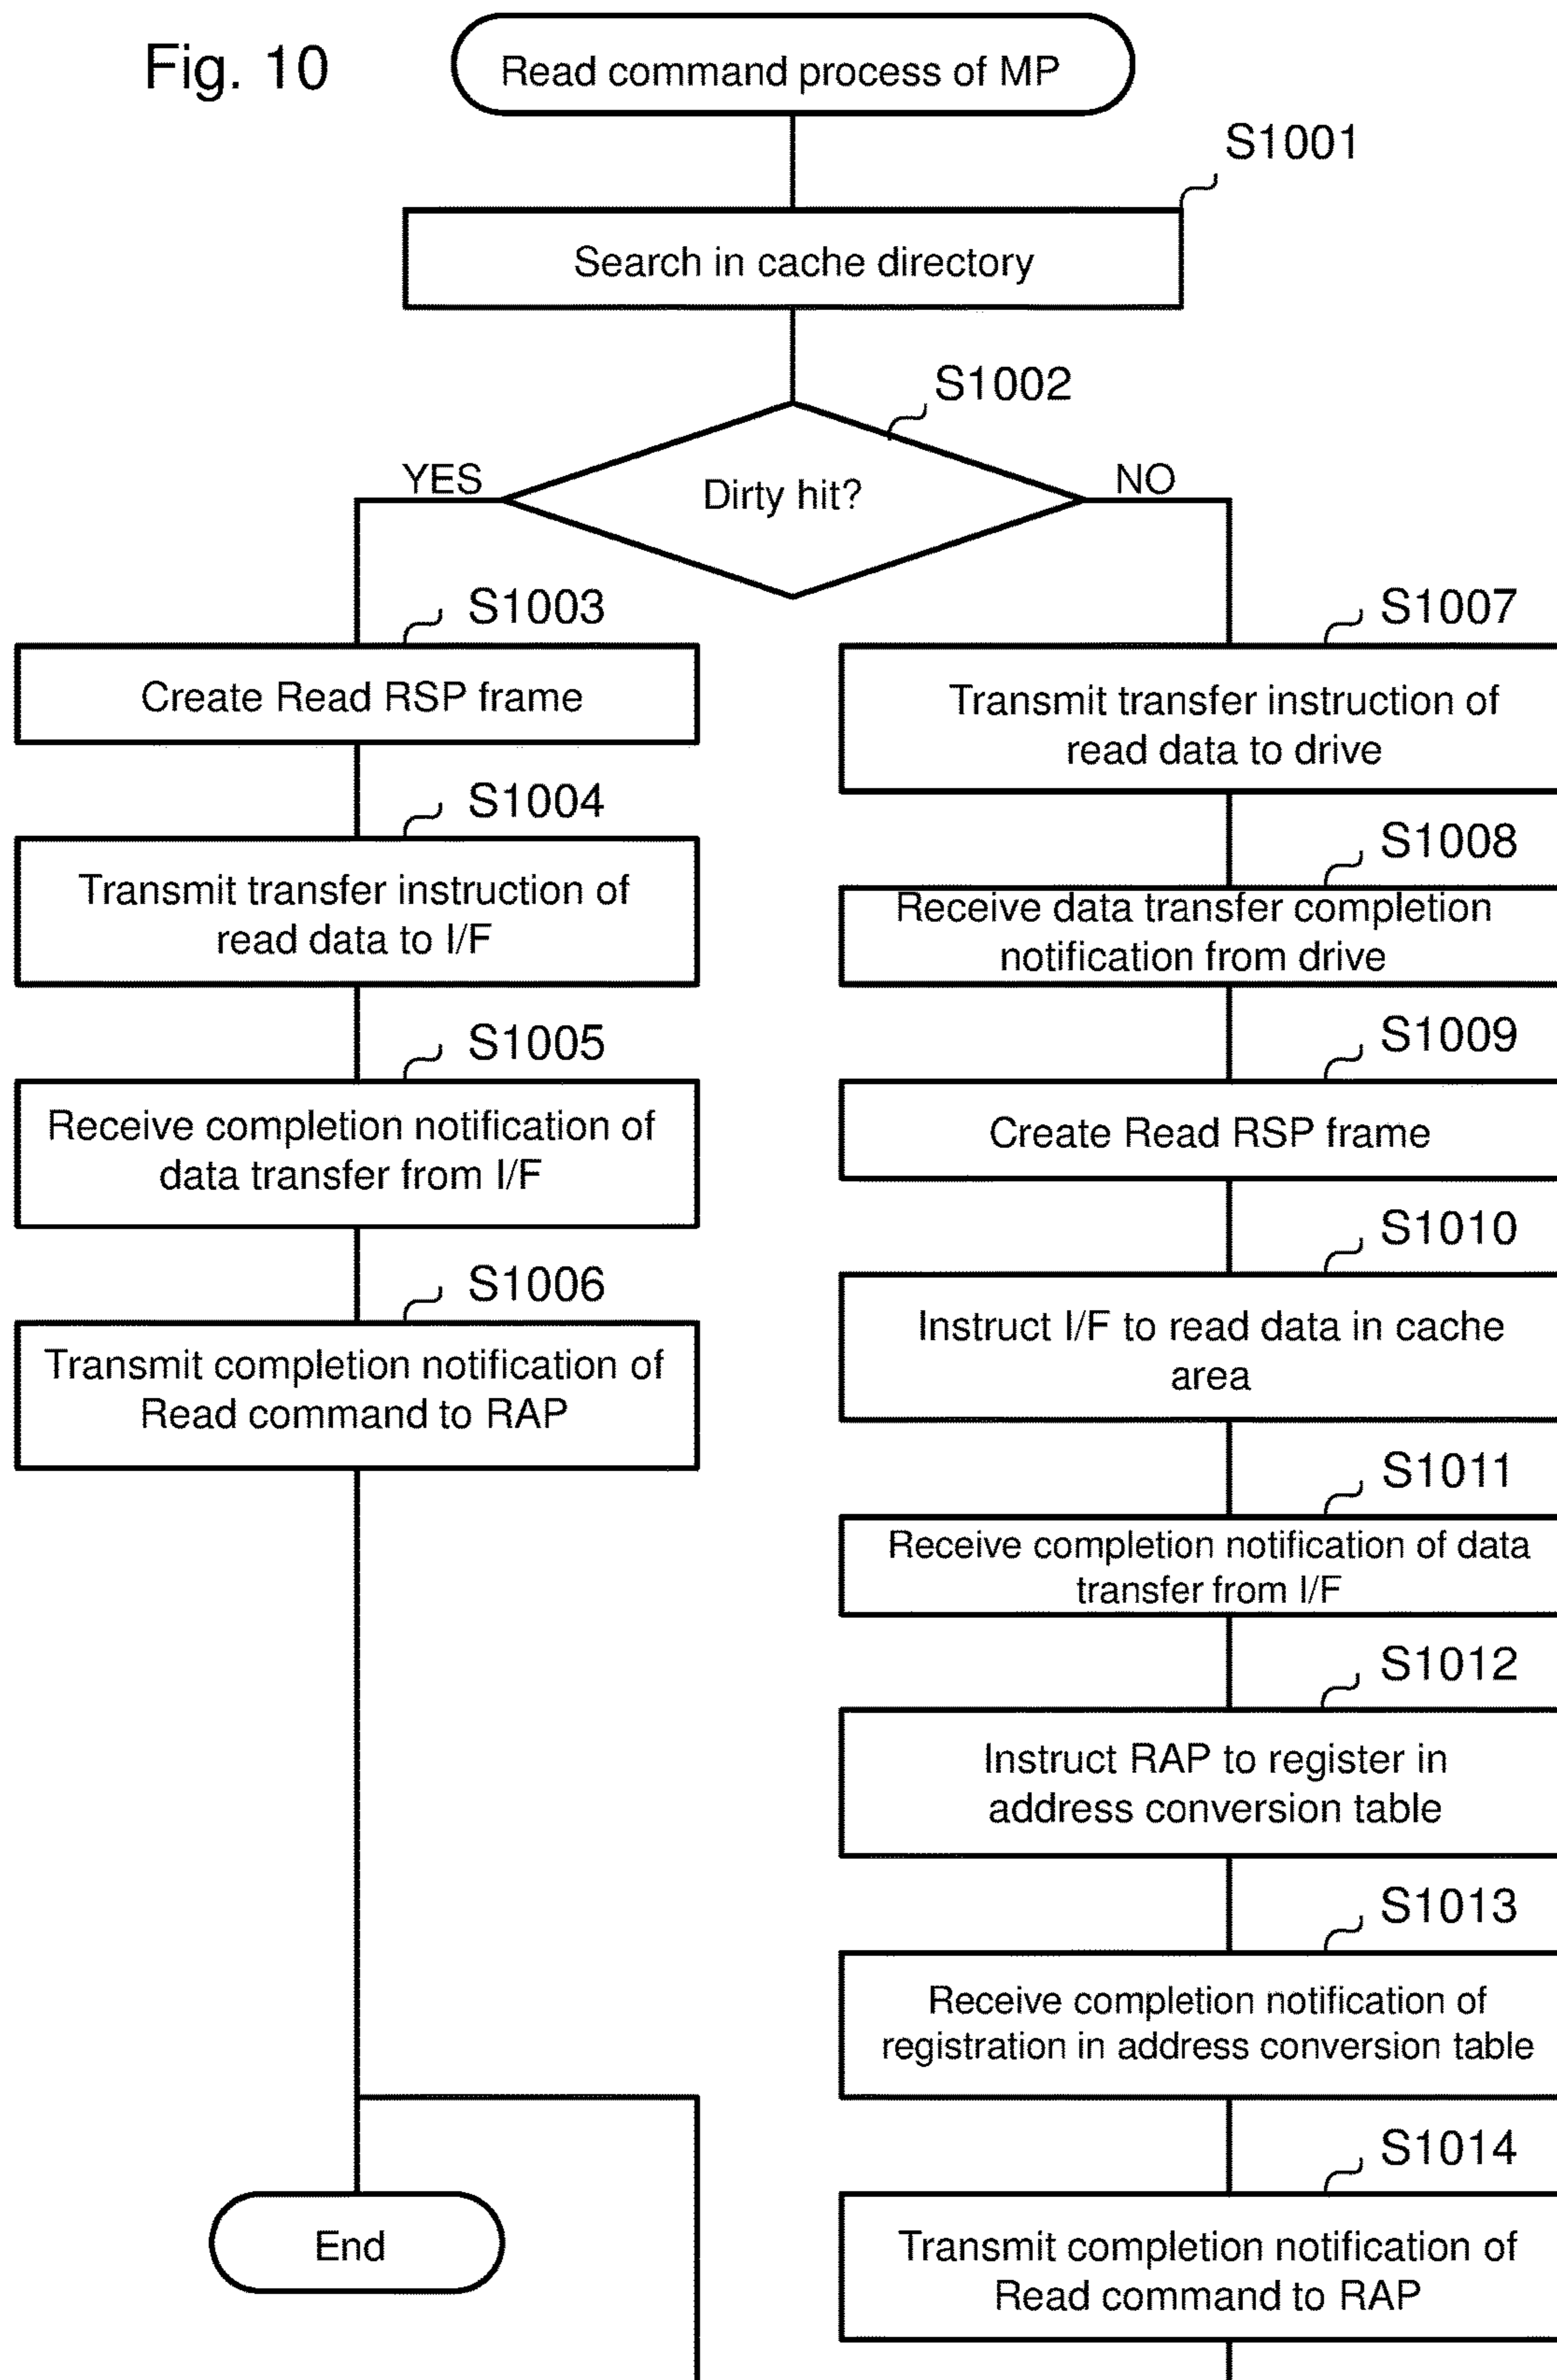 Fig. 10
Read command process of MP
S1001
Search in cache directory
S1002
Dirty hit?
YES
NO
S1003
Create Read RSP frame
S1004
Transmit transfer instruction of
read data to I/F
S1005
Receive completion notification of
data transfer from I/F
S1006
Transmit completion notification of
Read command to RAP
End
S1007
Transmit transfer instruction of
read data to drive
S1008
Receive data transfer completion
notification from drive
S1009
Create Read RSP frame
S1010
Instruct I/F to read data in cache
area
S1011
Receive completion notification of data
transfer from I/F
S1012
Instruct RAP to register in
address conversion table
S1013
Receive completion notification of
registration in address conversion table
S1014
Transmit completion notification of
Read command to RAP